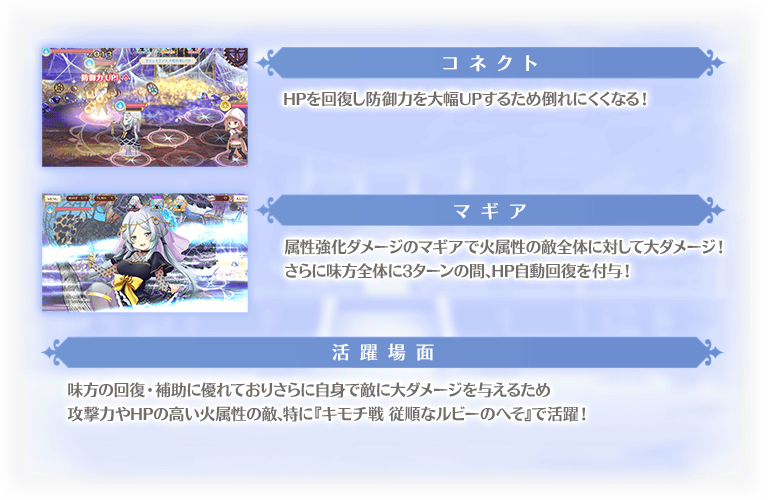 防御力UP!
コネクト
HPを回復し防御力を大幅UPするため倒れにくくなる!
マギア
属性強化ダメージのマギアで火属性の敵全体に対して大ダメージ!
さらに味方全体に3ターンの間、HP自動回復を付与!
活躍場面
味方の回復・補助に優れておりさらに自身で敵に大ダメージを与えるため
攻撃力やHPの高い火属性の敵、特に『キモチ戦 従順なルビーのへそ』で活躍!